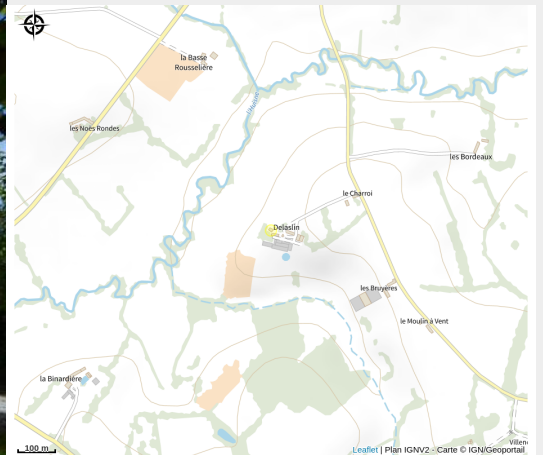 la Basse
Rousselière
les Noës Rondes
les Bordeaux
le Charroi
Delaslin
les Bruyères
le Moulin à Vent
la Binardière
100 m
Leaflet | Plan IGNV2 - Carte © IGN/Geoportail